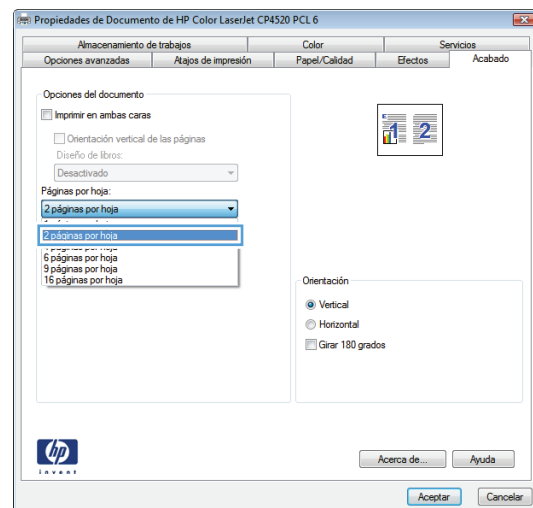 Propiedades de Documento de HP Color LaserJet CP4520 PCL 6
Almacenamiento de trabajos
Color
Servicios
Opciones avanzadas
Atajos de impresión
Papel/Calidad
Efectos
Acabado
Opciones del documento
Imprimir en ambas caras
Orientación vertical de las páginas
Diseño de libros:
Desactivado
Páginas por hoja:
2 páginas por hoja
2 páginas por hoja
6 páginas por hoja
9 páginas por hoja
16 páginas por hoja
1 2
Orientación
Vertical
Horizontal
Girar 180 grados
hp
invent
Acerca de...
Ayuda
Aceptar
Cancelar